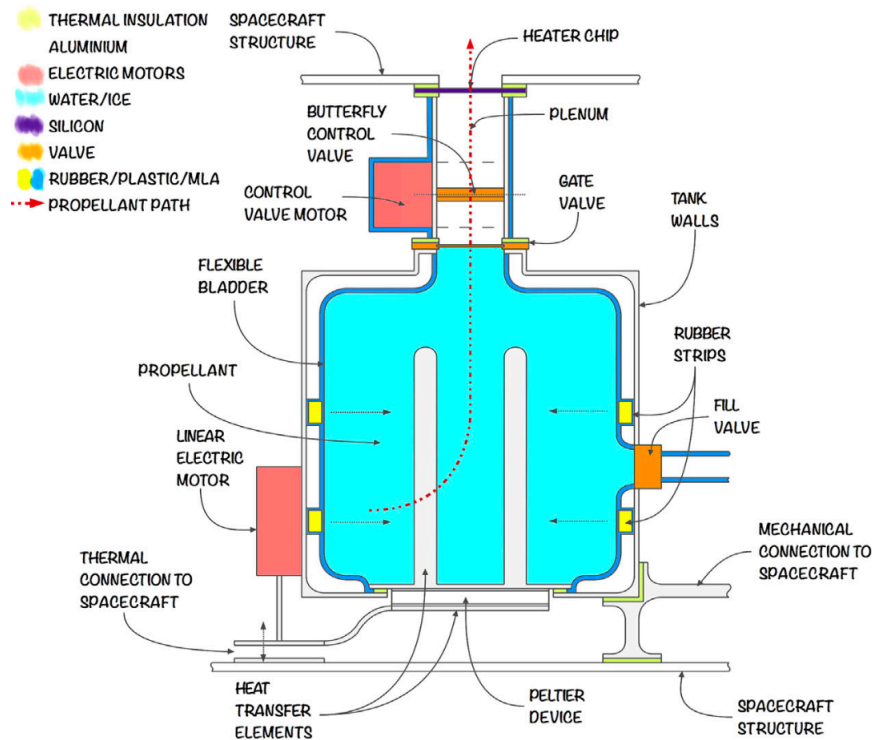 THERMAL INSULATION
ALUMINIUM
ELECTRIC MOTORS
WATER/ICE
SILICON
VALVE
RUBBER/PLASTIC/MLA
PROPELLANT PATH
SPACECRAFT
STRUCTURE
HEATER CHIP
BUTTERFLY
CONTROL
VALVE
PLENUM
CONTROL
VALVE MOTOR
GATE
VALVE
TANK
WALLS
FLEXIBLE
BLADDER
PROPELLANT
RUBBER
STRIPS
FILL
VALVE
LINEAR
ELECTRIC
MOTOR
THERMAL
CONNECTION TO
SPACECRAFT
MECHANICAL
CONNECTION TO
SPACECRAFT
HEAT
TRANSFER
ELEMENTS
PELTIER
DEVICE
SPACECRAFT
STRUCTURE